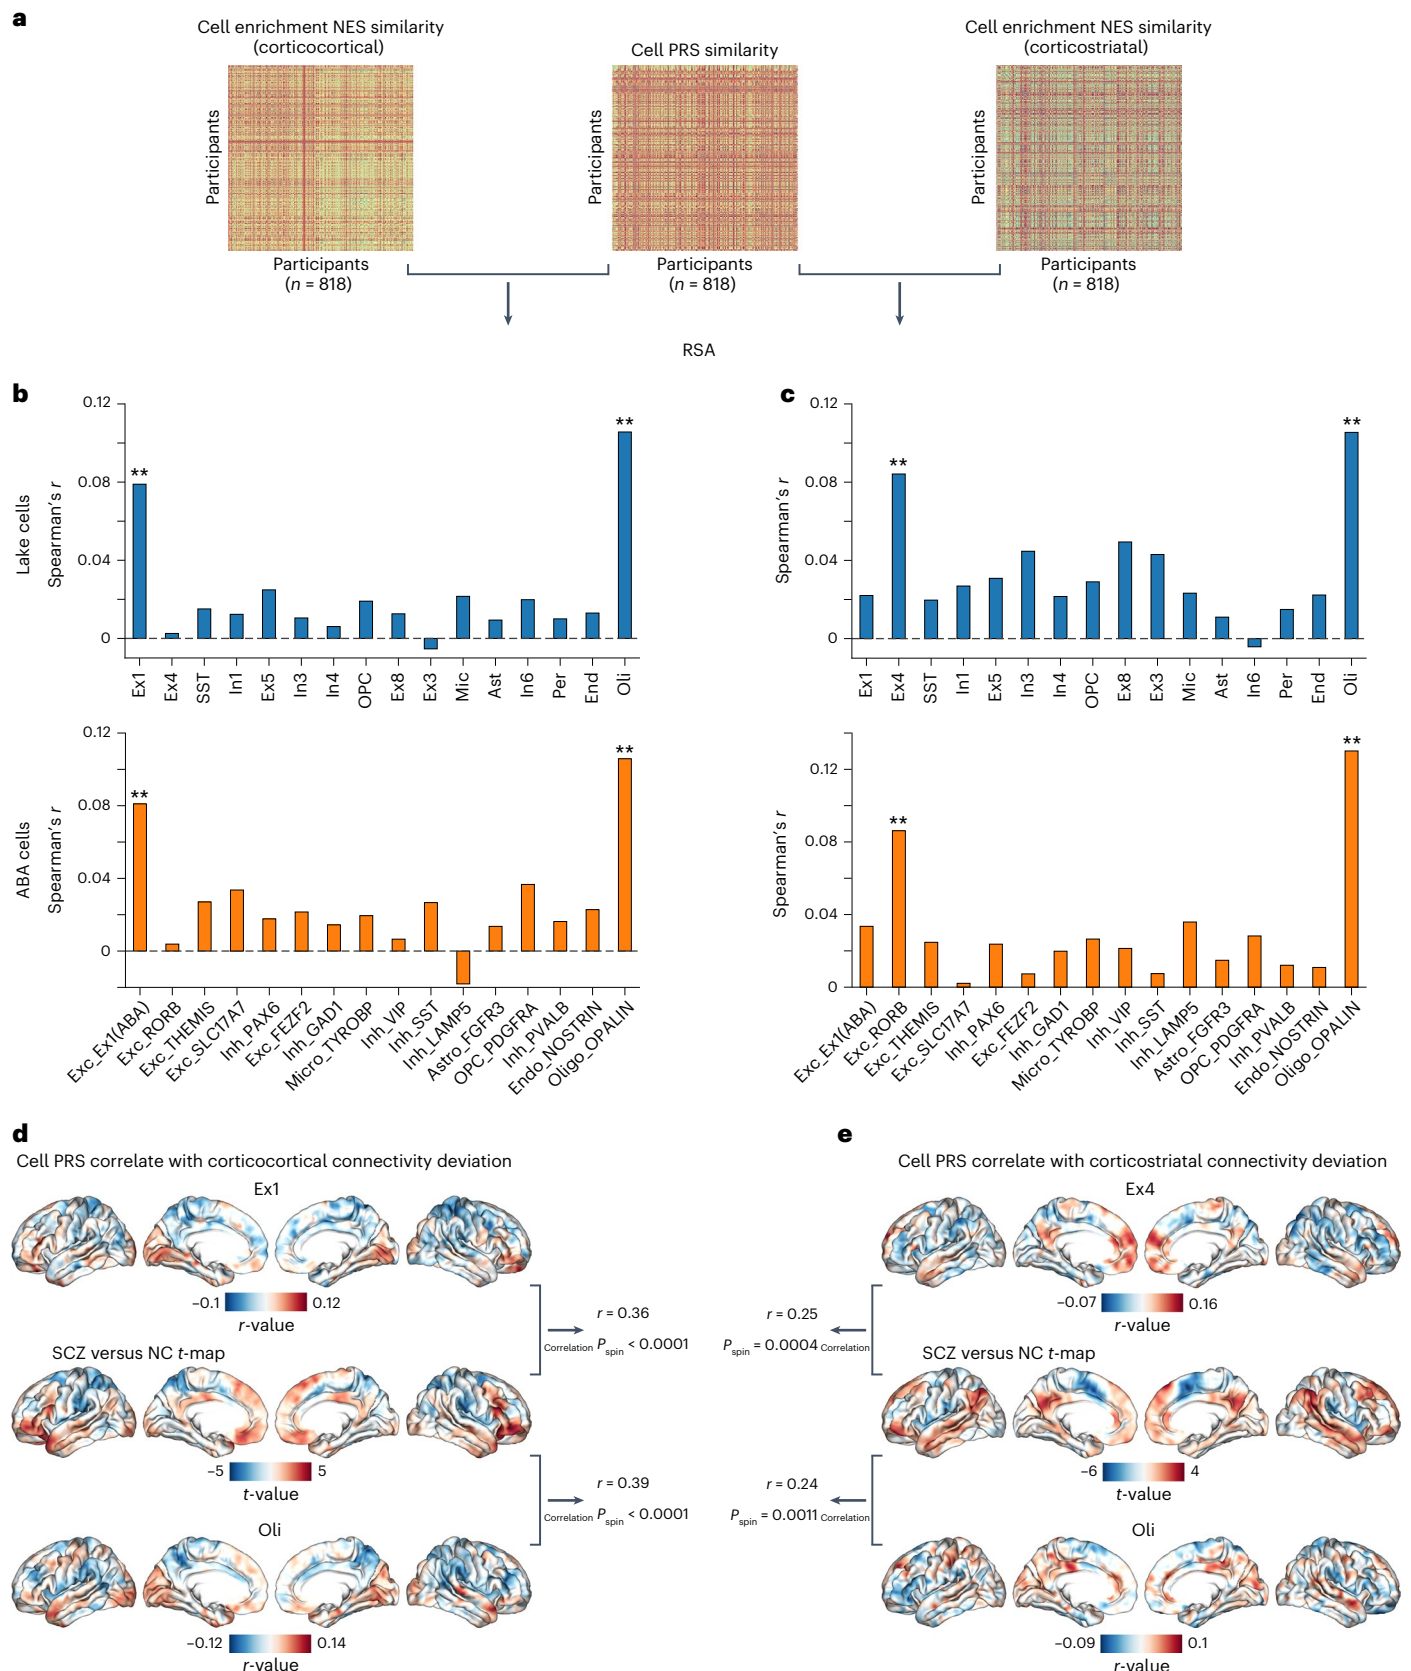 a
Cell enrichment NES similarity
(corticocortical)
Cell PRS similarity
Cell enrichment NES similarity
(corticostriatal)
Participants
Participants
Participants
Participants
(n = 818)
Participants
(n = 818)
Participants
(n = 818)
RSA
b
Lake cells
Spearman's r
0.12
0.08
0.04
0
**
**
Ex1
Ex4
SST
In1
Ex5
In3
In4
OPC
Ex8
Ex3
Mic
Ast
In6
Per
End
Oli
ABA cells
Spearman's r
0.12
0.08
0.04
0
**
**
Exc_Ex1(ABA)
Exc_RORB
Exc_THEMIS
Exc_SLC17A7
Inh_PAX6
Exc_FEZF2
Inh_GAD1
Micro_TYROBP
Inh_VIP
Inh_SST
Inh_LAMP5
Astro_FGFR3
OPC_PDGFRA
Inh_PVALB
Endo_NOSTRIN
Oligo_OPALIN
c
Spearman's r
0.12
0.08
0.04
0
**
**
Ex1
Ex4
SST
In1
Ex5
In3
In4
OPC
Ex8
Ex3
Mic
Ast
In6
Per
End
Oli
Spearman's r
0.12
0.08
0.04
0
**
**
Exc_Ex1(ABA)
Exc_RORB
Exc_THEMIS
Exc_SLC17A7
Inh_PAX6
Exc_FEZF2
Inh_GAD1
Micro_TYROBP
Inh_VIP
Inh_SST
Inh_LAMP5
Astro_FGFR3
OPC_PDGFRA
Inh_PVALB
Endo_NOSTRIN
Oligo_OPALIN
d
Cell PRS correlate with corticocortical connectivity deviation
Ex1
–0.1 0.12
r-value
Correlation
r = 0.36
Pspin < 0.0001
SCZ versus NC t-map
–5 5
t-value
Correlation
r = 0.39
Pspin < 0.0001
Oli
–0.12 0.14
r-value
e
Cell PRS correlate with corticostriatal connectivity deviation
Ex4
–0.07 0.16
r-value
r = 0.25
Pspin = 0.0004
Correlation
SCZ versus NC t-map
–6 4
t-value
r = 0.24
Pspin = 0.0011
Correlation
Oli
–0.09 0.1
r-value